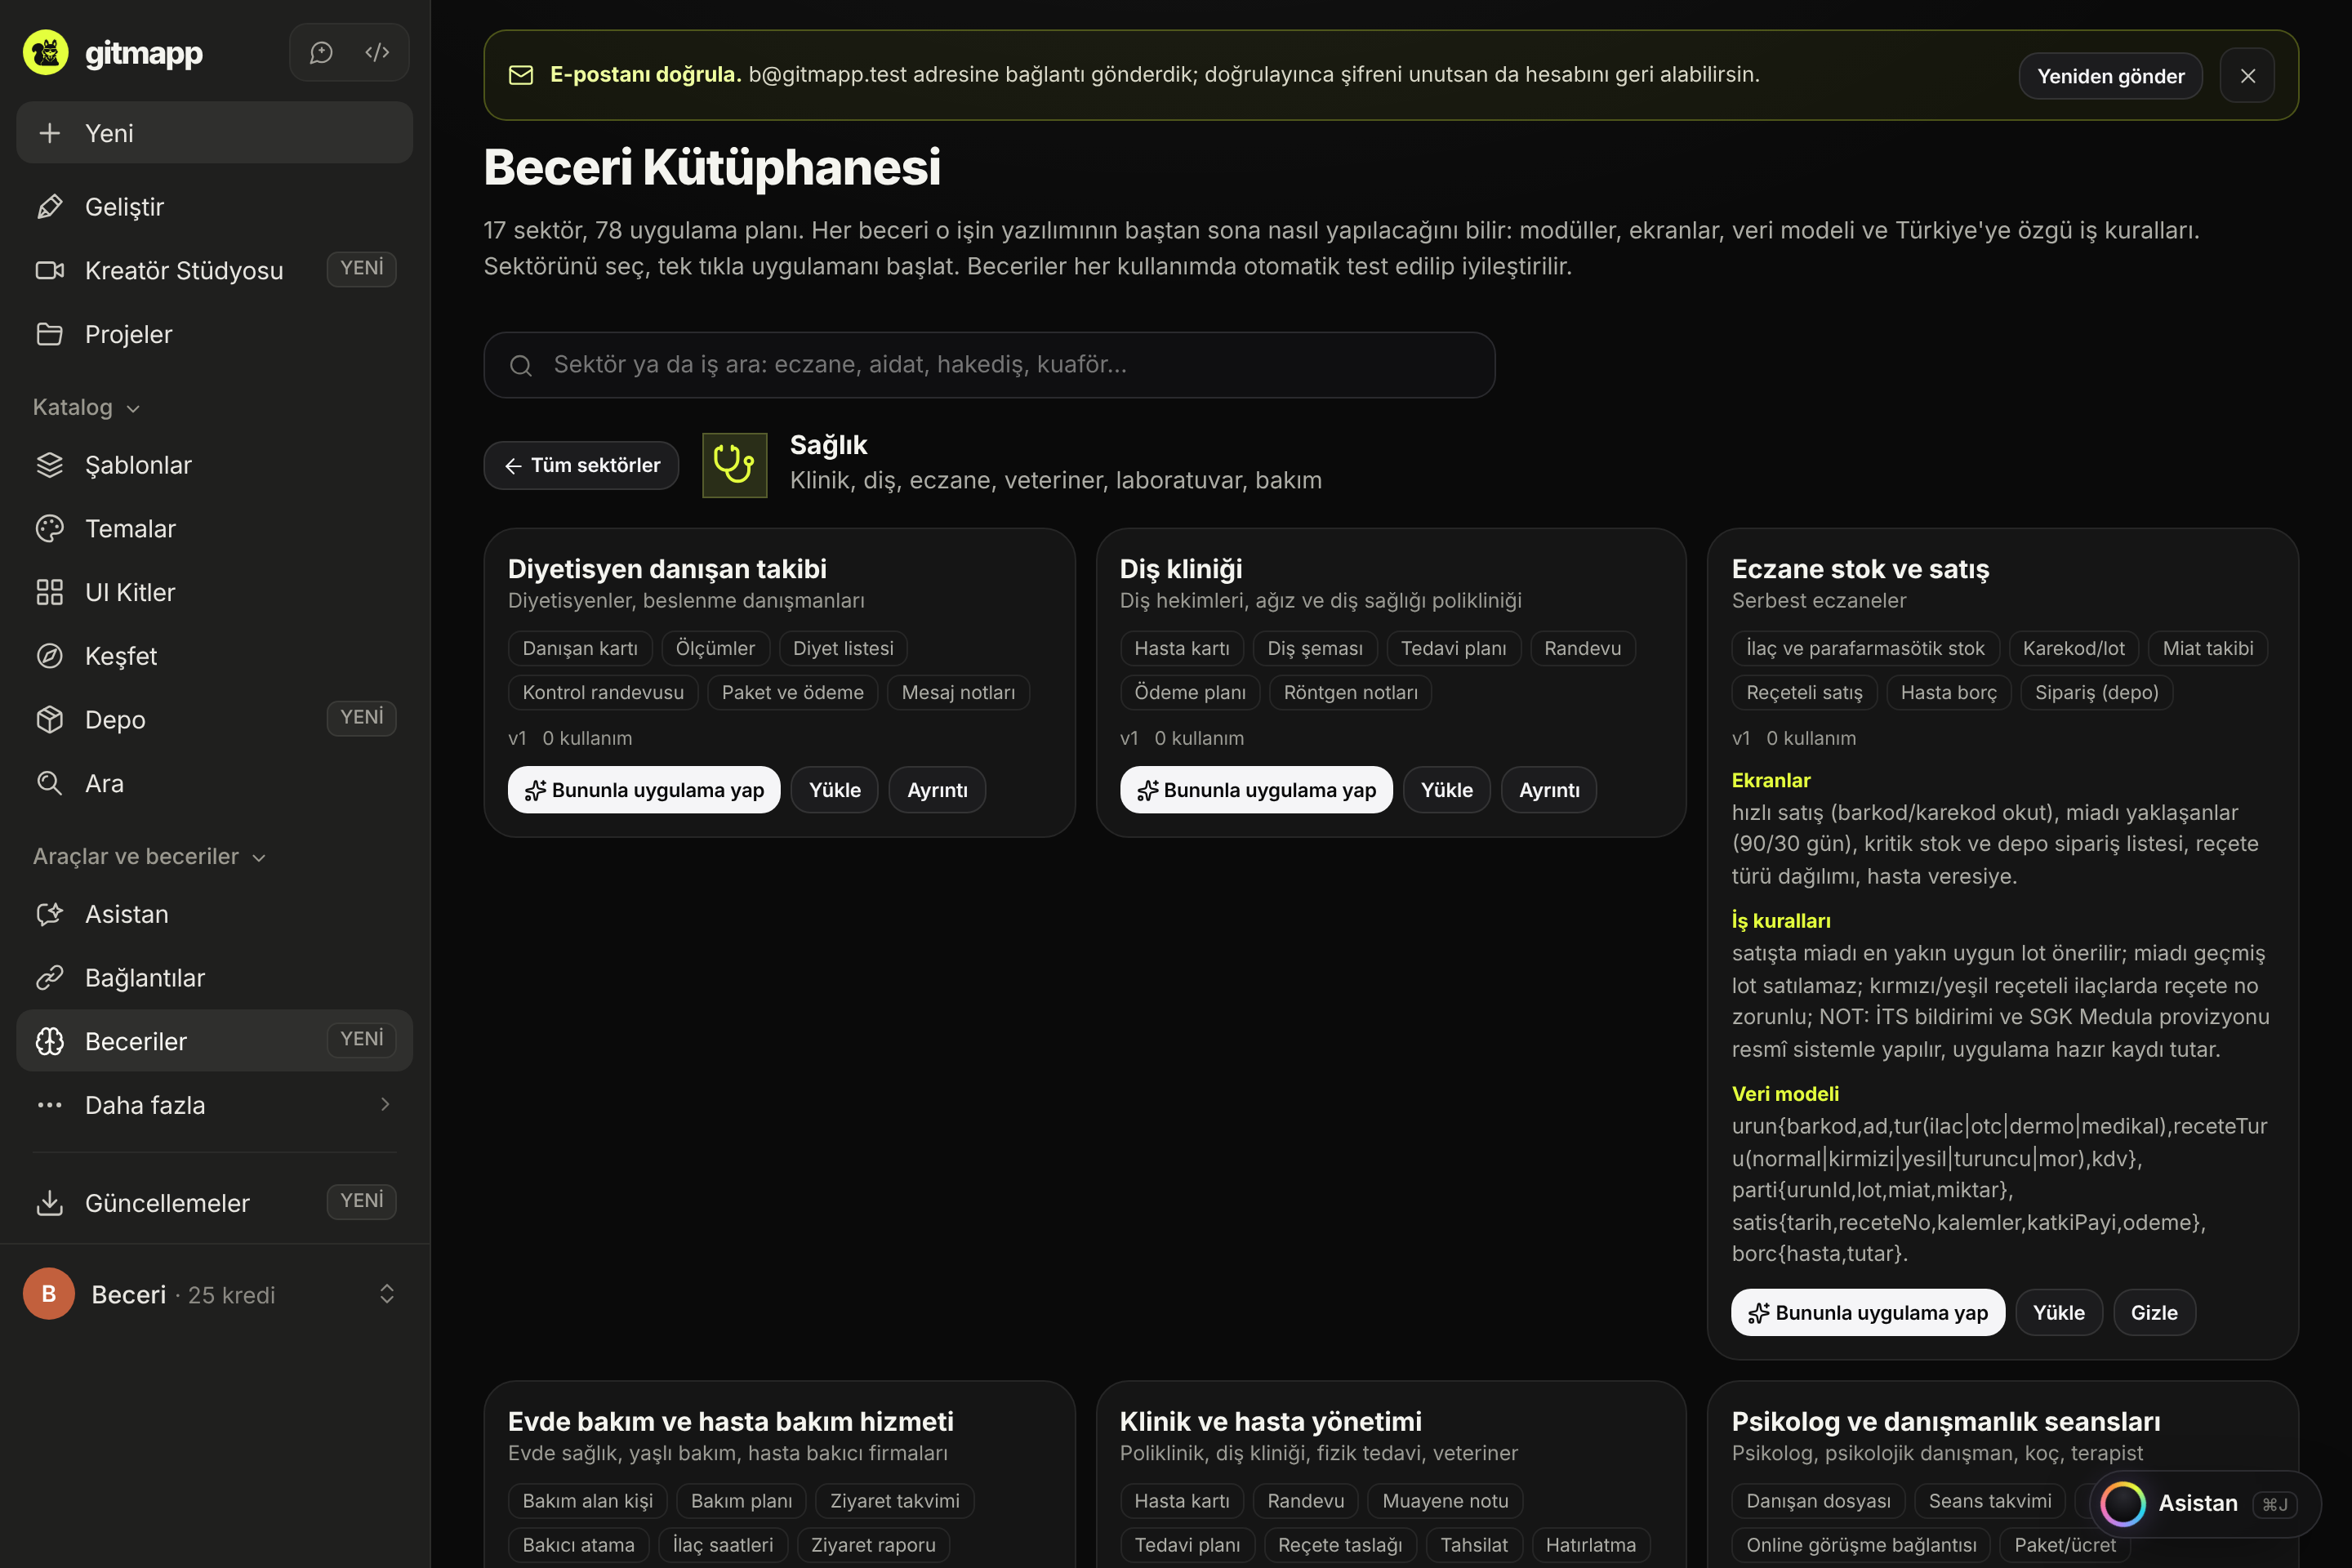 gitmapp
Yeni
Geliştir
Kreatör Stüdyosu YENİ
Projeler
Katalog
Şablonlar
Temalar
UI Kitler
Keşfet
Depo YENİ
Ara
Araçlar ve beceriler
Asistan
Bağlantılar
Beceriler YENİ
Daha fazla
Güncellemeler YENİ
B Beceri · 25 kredi
E-postanı doğrula. b@gitmapp.test adresine bağlantı gönderdik; doğrulayınca şifreni unutsan da hesabını geri alabilirsin. Yeniden gönder
Beceri Kütüphanesi
17 sektör, 78 uygulama planı. Her beceri o işin yazılımının baştan sona nasıl yapılacağını bilir: modüller, ekranlar, veri modeli ve Türkiye'ye özgü iş kuralları.
Sektörünü seç, tek tıkla uygulamanı başlat. Beceriler her kullanımda otomatik test edilip iyileştirilir.
Sektör ya da iş ara: eczane, aidat, hakediş, kuaför...
← Tüm sektörler
Sağlık
Klinik, diş, eczane, veteriner, laboratuvar, bakım
Diyetisyen danışan takibi
Diyetisyenler, beslenme danışmanları
Danışan kartı Ölçümler Diyet listesi
Kontrol randevusu Paket ve ödeme Mesaj notları
v1 0 kullanım
Bununla uygulama yap Yükle Ayrıntı
Diş kliniği
Diş hekimleri, ağız ve diş sağlığı polikliniği
Hasta kartı Diş şeması Tedavi planı Randevu
Ödeme planı Röntgen notları
v1 0 kullanım
Bununla uygulama yap Yükle Ayrıntı
Eczane stok ve satış
Serbest eczaneler
İlaç ve parafarmasötik stok Karekod/lot Miat takibi
Reçeteli satış Hasta borç Sipariş (depo)
v1 0 kullanım
Ekranlar
hızlı satış (barkod/karekod okut), miadı yaklaşanlar
(90/30 gün), kritik stok ve depo sipariş listesi, reçete
türü dağılımı, hasta veresiye.
İş kuralları
satışta miadı en yakın uygun lot önerilir; miadı geçmiş
lot satılamaz; kırmızı/yeşil reçeteli ilaçlarda reçete no
zorunlu; NOT: İTS bildirimi ve SGK Medula provizyonu
resmî sistemle yapılır, uygulama hazır kaydı tutar.
Veri modeli
urun{barkod,ad,tur(ilac|otc|dermo|medikal),receteTur
u(normal|kirmizi|yesil|turuncu|mor),kdv},
parti{urunId,lot,miat,miktar},
satis{tarih,receteNo,kalemler,katkiPayi,odeme},
borc{hasta,tutar}.
Bununla uygulama yap Yükle Gizle
Evde bakım ve hasta bakım hizmeti
Evde sağlık, yaşlı bakım, hasta bakıcı firmaları
Bakım alan kişi Bakım planı Ziyaret takvimi
Bakıcı atama İlaç saatleri Ziyaret raporu
Klinik ve hasta yönetimi
Poliklinik, diş kliniği, fizik tedavi, veteriner
Hasta kartı Randevu Muayene notu
Tedavi planı Reçete taslağı Tahsilat Hatırlatma
Psikolog ve danışmanlık seansları
Psikolog, psikolojik danışman, koç, terapist
Danışan dosyası Seans takvimi
Online görüşme bağlantısı Paket/ücret
Asistan ⌘J